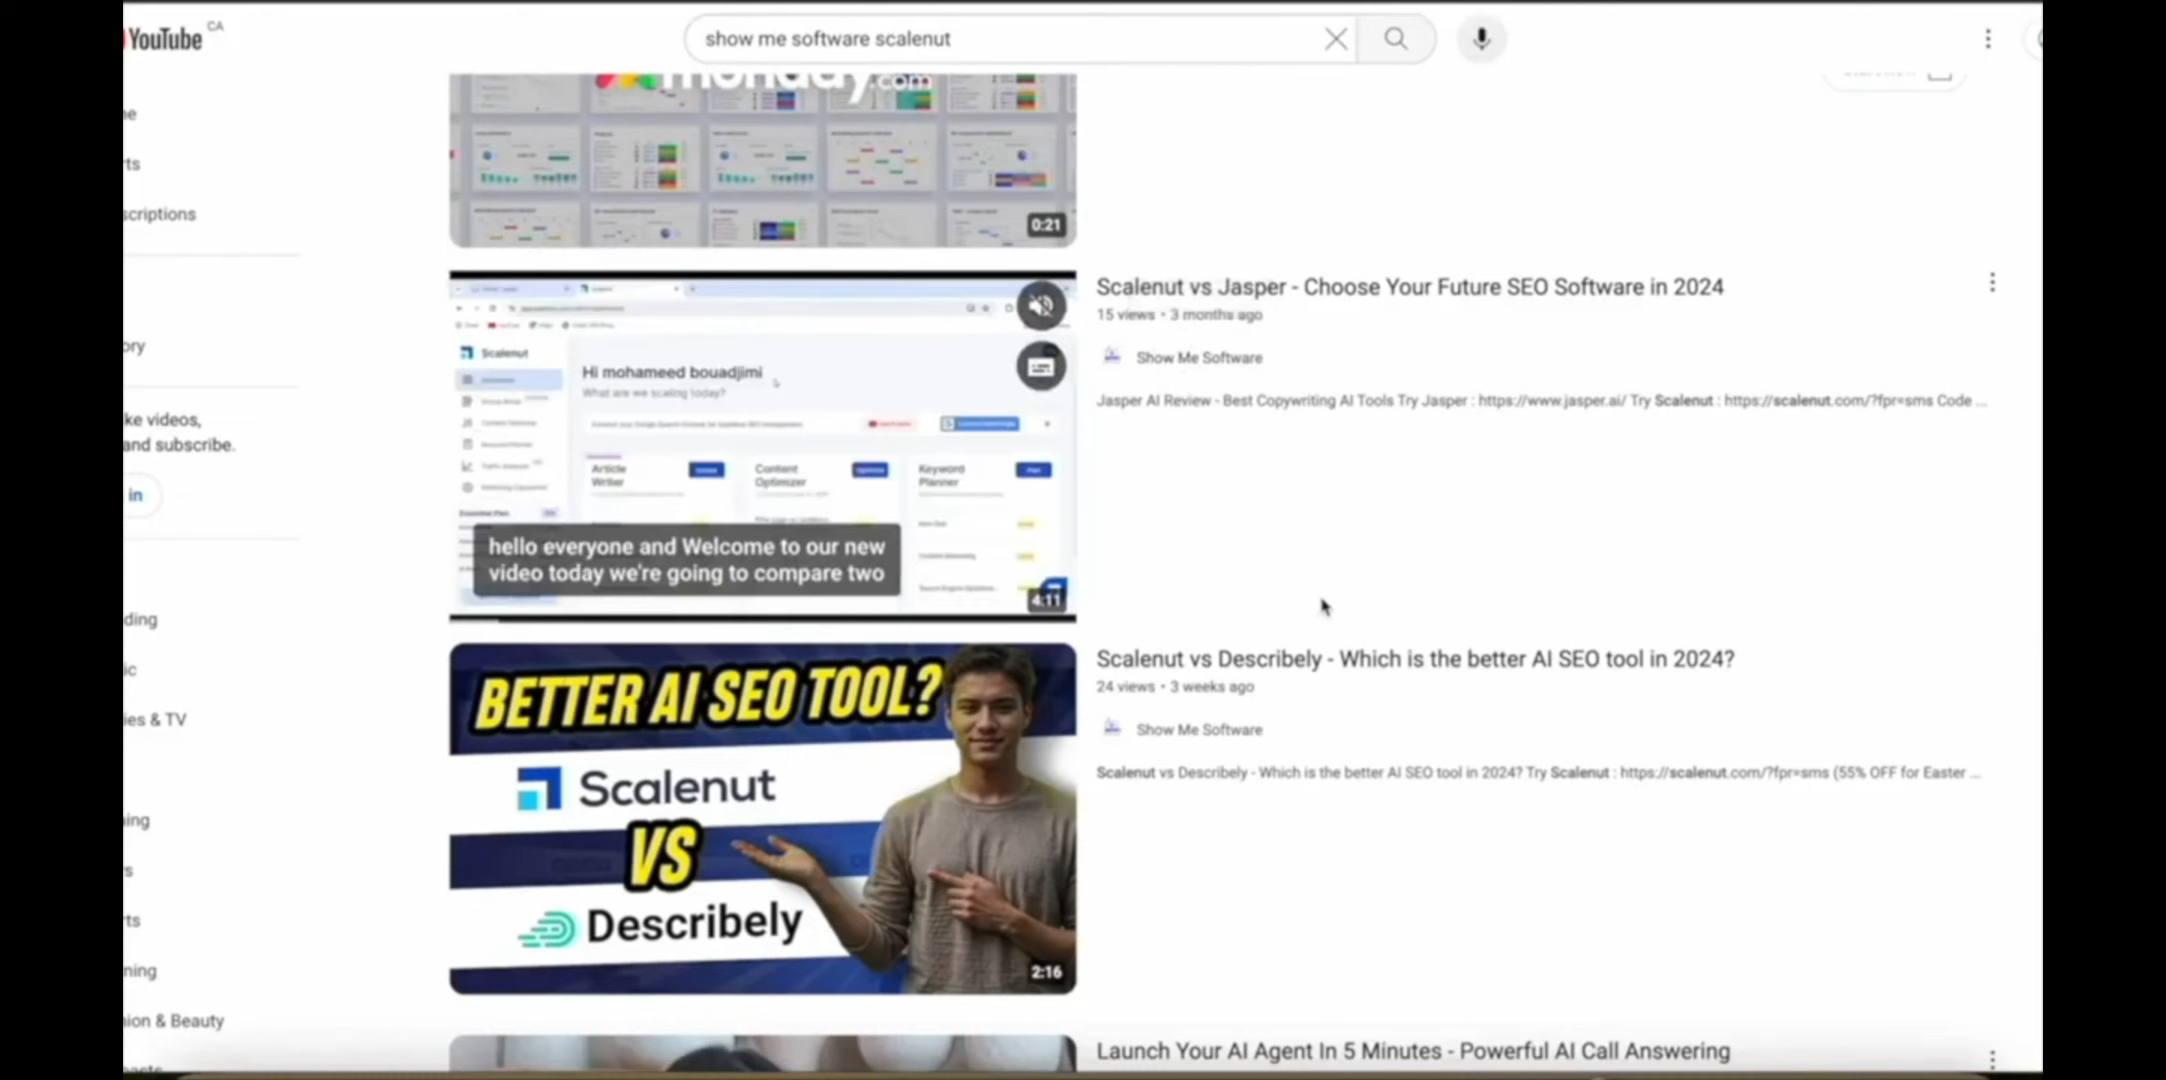 YouTube CA
show me software scalenut
monday.com
scriptions
ke videos,
and subscribe.
in
ies & TV
ion & Beauty
0:21
Scalenut
Hi mohameed bouadjimi
What are we scaling today?
Article
Writer
Content
Optimizer
Keyword
Planner
hello everyone and Welcome to our new
video today we're going to compare two
4:11
Scalenut vs Jasper - Choose Your Future SEO Software in 2024
15 views • 3 months ago
Show Me Software
Jasper AI Review - Best Copywriting AI Tools Try Jasper : https://www.jasper.ai/ Try Scalenut : https://scalenut.com/?fpr=sms Code ...
BETTER AI SEO TOOL?
Scalenut
VS
Describely
2:16
Scalenut vs Describely - Which is the better AI SEO tool in 2024?
24 views • 3 weeks ago
Show Me Software
Scalenut vs Describely - Which is the better AI SEO tool in 2024? Try Scalenut : https://scalenut.com/?fpr=sms (55% OFF for Easter ...
Launch Your AI Agent In 5 Minutes - Powerful AI Call Answering